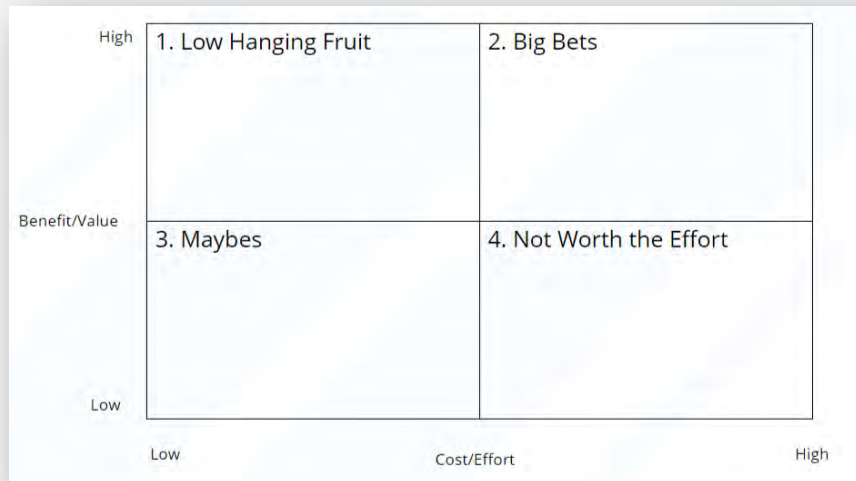 High
1. Low Hanging Fruit
2. Big Bets
Benefit/Value
3. Maybes
4. Not Worth the Effort
Low
Low
Cost/Effort
High